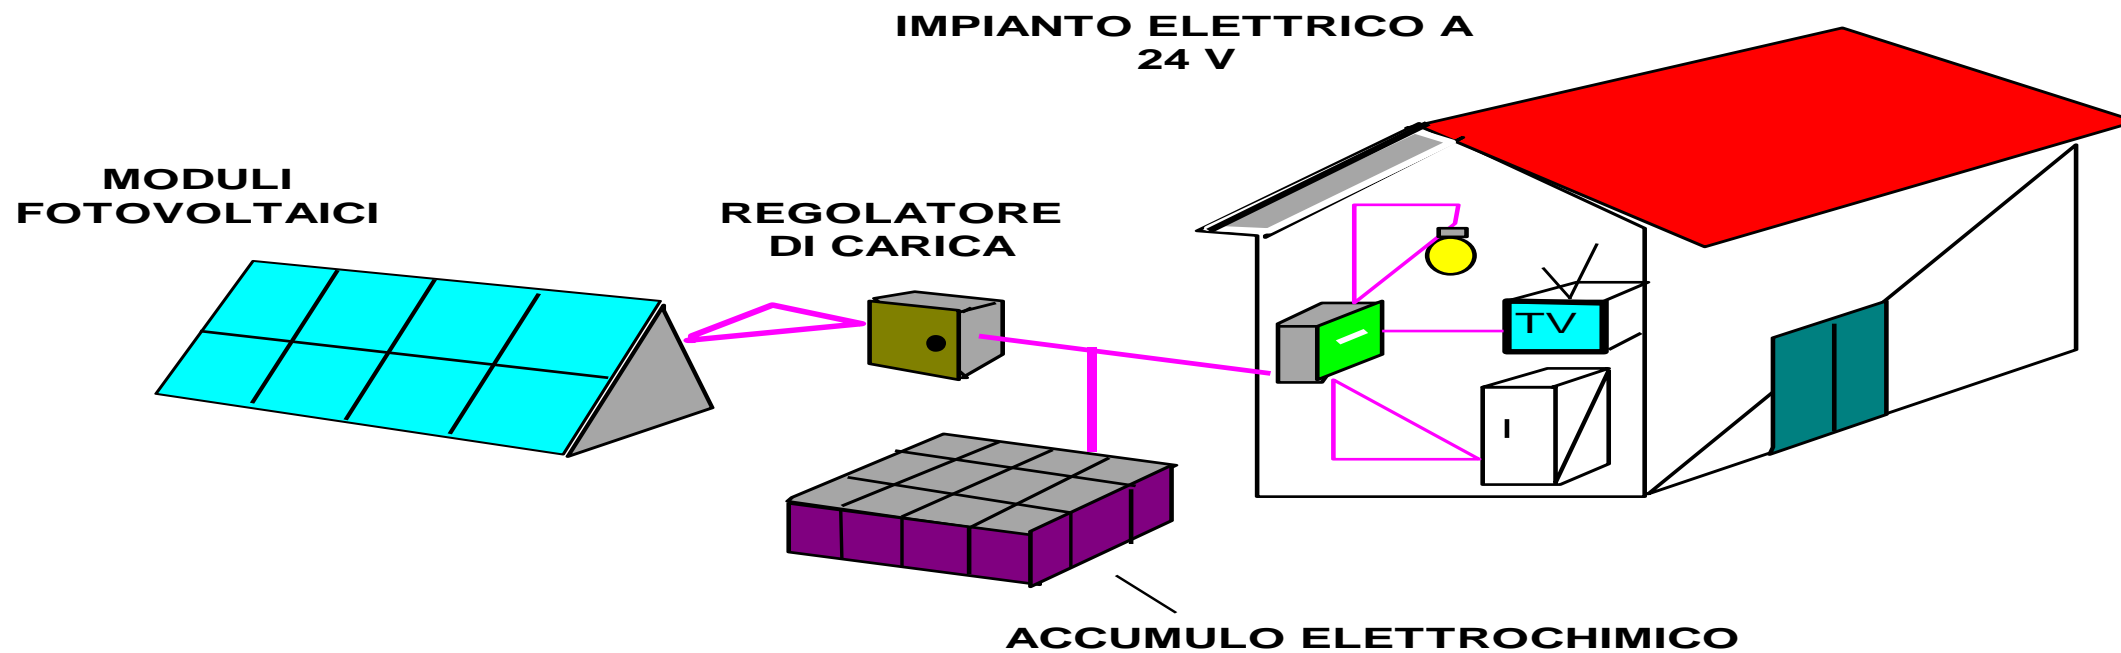 IMPIANTO ELETTRICO A
24 V
MODULI
FOTOVOLTAICI
REGOLATORE
DI CARICA
TV
ACCUMULO ELETTROCHIMICO